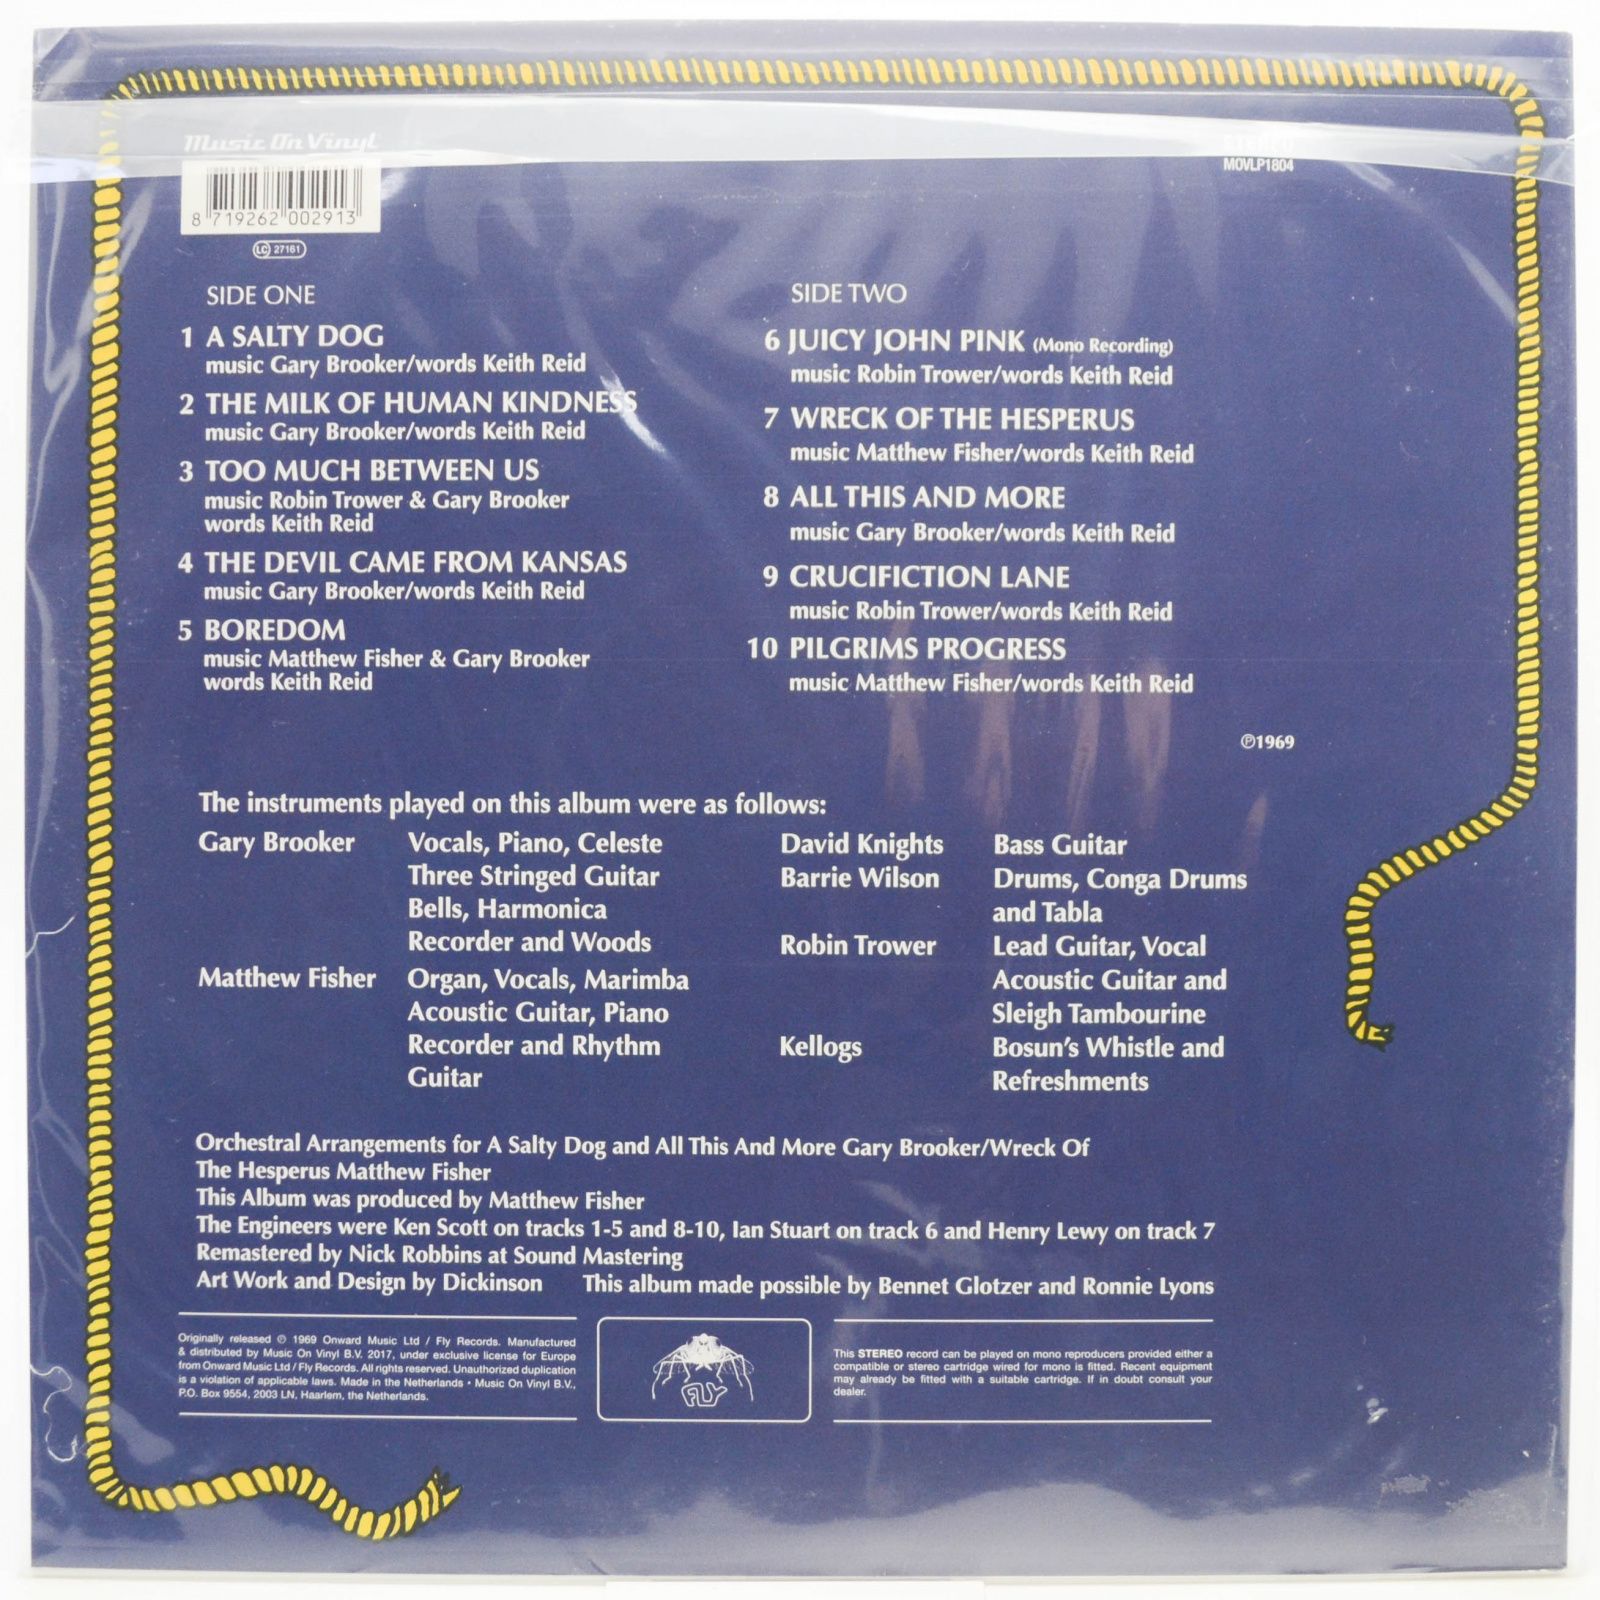 Music On Vinyl
STEREO
MOVLP1804
8 719262 002913
LC 27161
SIDE ONE
1 A SALTY DOG
music Gary Brooker/words Keith Reid
2 THE MILK OF HUMAN KINDNESS
music Gary Brooker/words Keith Reid
3 TOO MUCH BETWEEN US
music Robin Trower & Gary Brooker
words Keith Reid
4 THE DEVIL CAME FROM KANSAS
music Gary Brooker/words Keith Reid
5 BOREDOM
music Matthew Fisher & Gary Brooker
words Keith Reid
SIDE TWO
6 JUICY JOHN PINK (Mono Recording)
music Robin Trower/words Keith Reid
7 WRECK OF THE HESPERUS
music Matthew Fisher/words Keith Reid
8 ALL THIS AND MORE
music Gary Brooker/words Keith Reid
9 CRUCIFICTION LANE
music Robin Trower/words Keith Reid
10 PILGRIMS PROGRESS
music Matthew Fisher/words Keith Reid
℗1969
The instruments played on this album were as follows:
Gary Brooker Vocals, Piano, Celeste
Three Stringed Guitar
Bells, Harmonica
Recorder and Woods
Matthew Fisher Organ, Vocals, Marimba
Acoustic Guitar, Piano
Recorder and Rhythm
Guitar
David Knights Bass Guitar
Barrie Wilson Drums, Conga Drums
and Tabla
Robin Trower Lead Guitar, Vocal
Acoustic Guitar and
Sleigh Tambourine
Kellogs Bosun's Whistle and
Refreshments
Orchestral Arrangements for A Salty Dog and All This And More Gary Brooker/Wreck Of
The Hesperus Matthew Fisher
This Album was produced by Matthew Fisher
The Engineers were Ken Scott on tracks 1-5 and 8-10, Ian Stuart on track 6 and Henry Lewy on track 7
Remastered by Nick Robbins at Sound Mastering
Art Work and Design by Dickinson This album made possible by Bennet Glotzer and Ronnie Lyons
Originally released ℗ 1969 Onward Music Ltd / Fly Records. Manufactured
& distributed by Music On Vinyl B.V. 2017, under exclusive license for Europe
from Onward Music Ltd / Fly Records. All rights reserved. Unauthorized duplication
is a violation of applicable laws. Made in the Netherlands • Music On Vinyl B.V.,
P.O. Box 9554, 2003 LN, Haarlem, the Netherlands.
FLY
This STEREO record can be played on mono reproducers provided either a
compatible or stereo cartridge wired for mono is fitted. Recent equipment
may already be fitted with a suitable cartridge. If in doubt consult your
dealer.